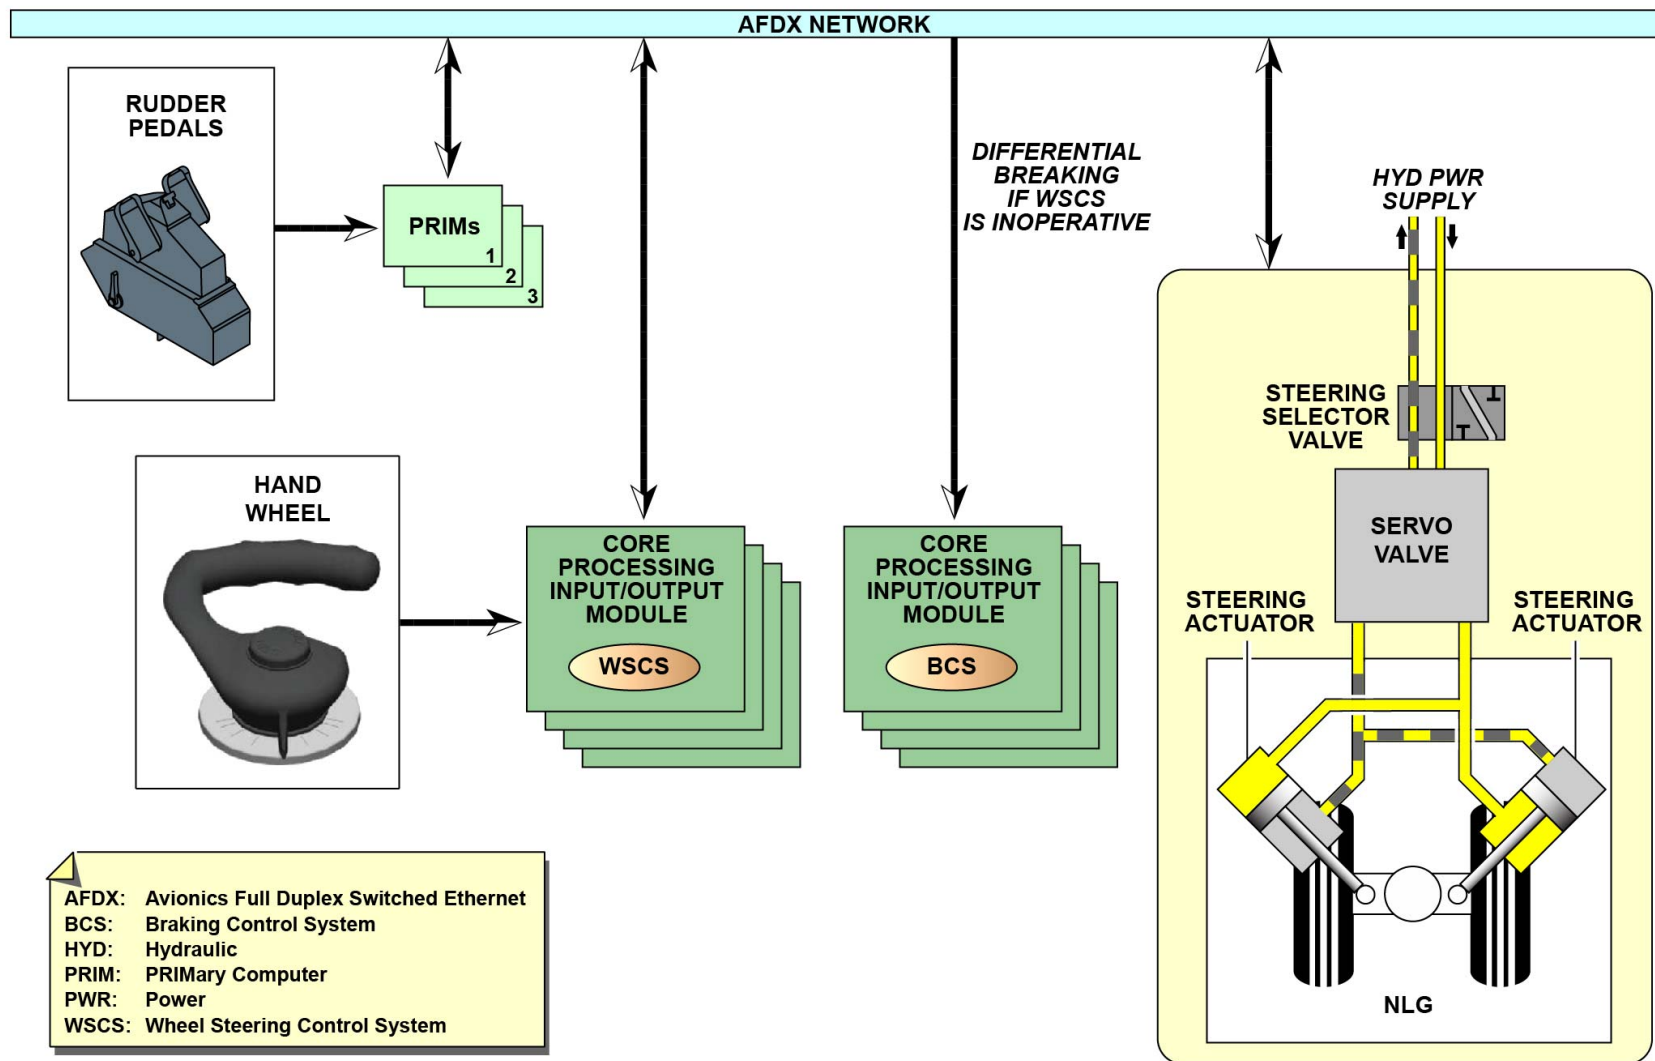 AFDX NETWORK
RUDDER
PEDALS
PRIMs
1
2
3
DIFFERENTIAL
BREAKING
IF WSCS
IS INOPERATIVE
HYD PWR
SUPPLY
STEERING
SELECTOR
VALVE
HAND
WHEEL
CORE
PROCESSING
INPUT/OUTPUT
MODULE
WSCS
CORE
PROCESSING
INPUT/OUTPUT
MODULE
BCS
SERVO
VALVE
STEERING
ACTUATOR
STEERING
ACTUATOR
NLG
AFDX: Avionics Full Duplex Switched Ethernet
BCS: Braking Control System
HYD: Hydraulic
PRIM: PRIMary Computer
PWR: Power
WSCS: Wheel Steering Control System